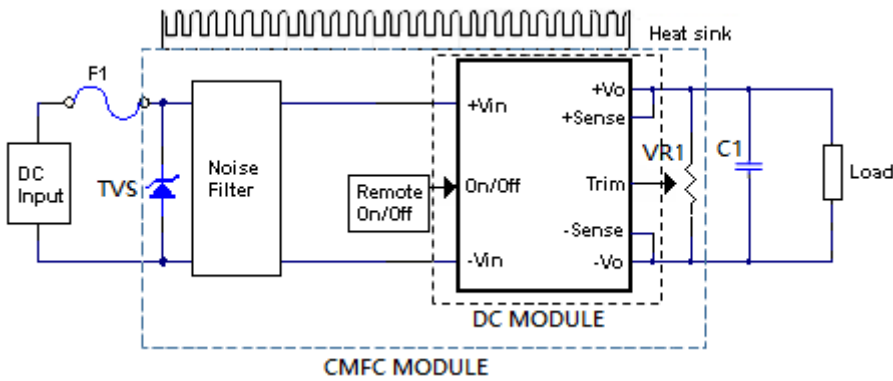 Heat sink
F1
+Vo
+Vin
+Sense
DC
Input
TVS
Noise
Filter
VR1
C1
Remote
On/Off
On/Off
Trim
Load
-Sense
-Vin
-Vo
DC MODULE
CMFC MODULE